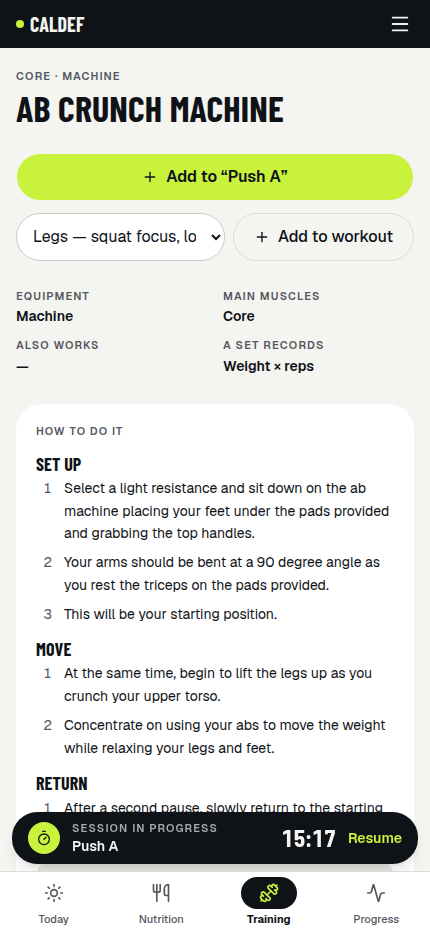 CALDEF
CORE · MACHINE
AB CRUNCH MACHINE
+ Add to “Push A”
Legs — squat focus, lo
+ Add to workout
EQUIPMENT
Machine
MAIN MUSCLES
Core
ALSO WORKS
—
A SET RECORDS
Weight × reps
HOW TO DO IT
SET UP
1 Select a light resistance and sit down on the ab
machine placing your feet under the pads provided
and grabbing the top handles.
2 Your arms should be bent at a 90 degree angle as
you rest the triceps on the pads provided.
3 This will be your starting position.
MOVE
1 At the same time, begin to lift the legs up as you
crunch your upper torso.
2 Concentrate on using your abs to move the weight
while relaxing your legs and feet.
RETURN
1 After a second pause, slowly return to the starting
SESSION IN PROGRESS
Push A
15:17
Resume
Today
Nutrition
Training
Progress